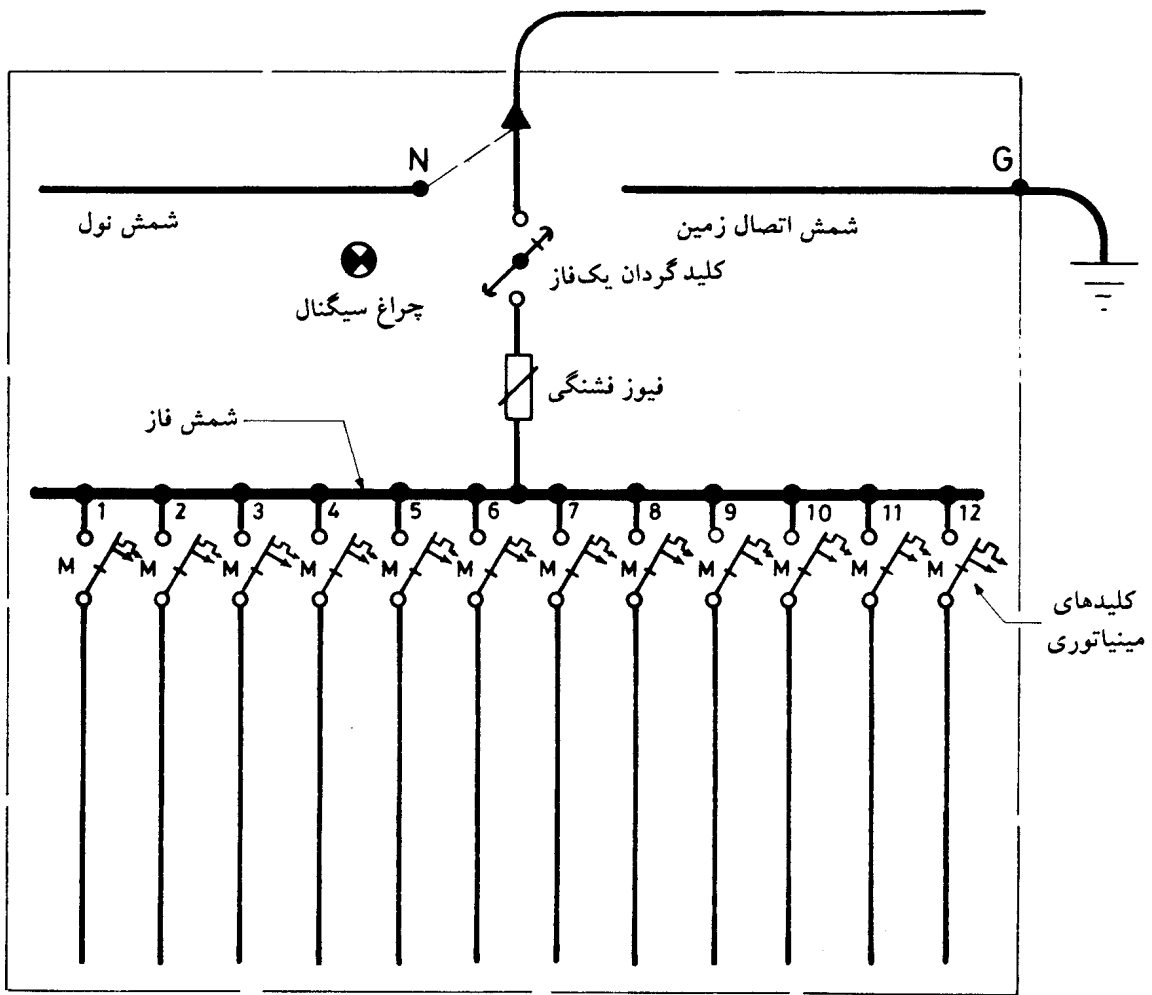 N
G
شمش نول
شمش اتصال زمین
کلید گردان یک‌فاز
چراغ سیگنال
فیوز فشنگی
شمش فاز
1 2 3 4 5 6 7 8 9 10 11 12
M M M M M M M M M M M M
کلیدهای
مینیاتوری